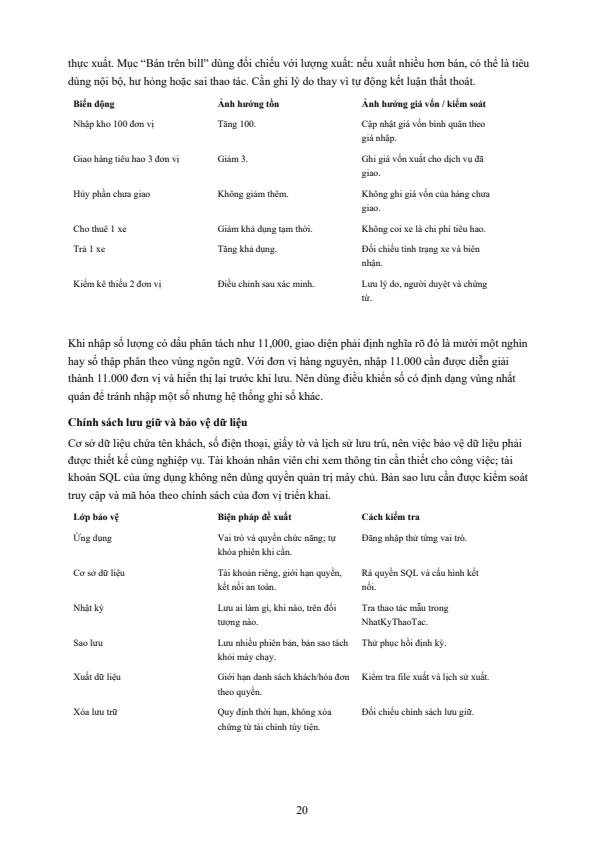 thực xuất. Mục “Bán trên bill” dùng đối chiếu với lượng xuất: nếu xuất nhiều hơn bán, có thể là tiêu
dùng nội bộ, hư hỏng hoặc sai thao tác. Cần ghi lý do thay vì tự động kết luận thất thoát.
Biến động Ảnh hưởng tồn Ảnh hưởng giá vốn / kiểm soát
Nhập kho 100 đơn vị Tăng 100. Cập nhật giá vốn bình quân theo
giá nhập.
Giao hàng tiêu hao 3 đơn vị Giảm 3. Ghi giá vốn xuất cho dịch vụ đã
giao.
Hủy phần chưa giao Không giảm thêm. Không ghi giá vốn của hàng chưa
giao.
Cho thuê 1 xe Giảm khả dụng tạm thời. Không coi xe là chi phí tiêu hao.
Trả 1 xe Tăng khả dụng. Đối chiếu tình trạng xe và biên
nhận.
Kiểm kê thiếu 2 đơn vị Điều chỉnh sau xác minh. Lưu lý do, người duyệt và chứng
từ.
Khi nhập số lượng có dấu phân tách như 11,000, giao diện phải định nghĩa rõ đó là mười một nghìn
hay số thập phân theo vùng ngôn ngữ. Với đơn vị hàng nguyên, nhập 11.000 cần được diễn giải
thành 11.000 đơn vị và hiển thị lại trước khi lưu. Nên dùng điều khiển số có định dạng vùng nhất
quán để tránh nhập một số nhưng hệ thống ghi số khác.
Chính sách lưu giữ và bảo vệ dữ liệu
Cơ sở dữ liệu chứa tên khách, số điện thoại, giấy tờ và lịch sử lưu trú, nên việc bảo vệ dữ liệu phải
được thiết kế cùng nghiệp vụ. Tài khoản nhân viên chỉ xem thông tin cần thiết cho công việc; tài
khoản SQL của ứng dụng không nên dùng quyền quản trị máy chủ. Bản sao lưu cần được kiểm soát
truy cập và mã hóa theo chính sách của đơn vị triển khai.
Lớp bảo vệ Biện pháp đề xuất Cách kiểm tra
Ứng dụng Vai trò và quyền chức năng; tự Đăng nhập thử từng vai trò.
khóa phiên khi cần.
Cơ sở dữ liệu Tài khoản riêng, giới hạn quyền, Rà quyền SQL và cấu hình kết
kết nối an toàn. nối.
Nhật ký Lưu ai làm gì, khi nào, trên đối Tra thao tác mẫu trong
tượng nào. NhatKyThaoTac.
Sao lưu Lưu nhiều phiên bản, bản sao tách Thử phục hồi định kỳ.
khỏi máy chạy.
Xuất dữ liệu Giới hạn danh sách khách/hóa đơn Kiểm tra file xuất và lịch sử xuất.
theo quyền.
Xóa lưu trữ Quy định thời hạn, không xóa Đối chiếu chính sách lưu giữ.
chứng từ tài chính tùy tiện.
20